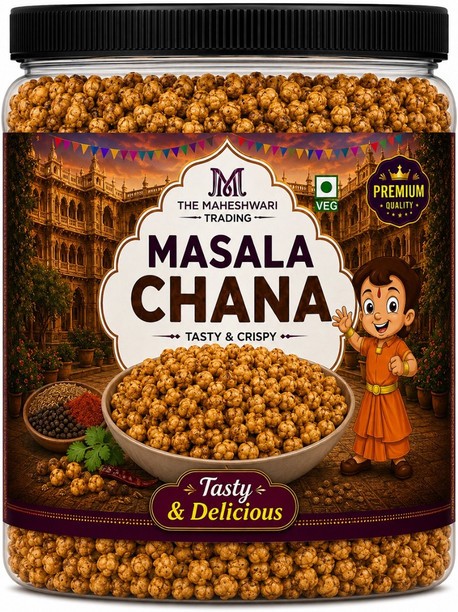 M
THE MAHESHWARI
TRADING
VEG
PREMIUM
QUALITY
MASALA
CHANA
TASTY & CRISPY
Tasty
& Delicious